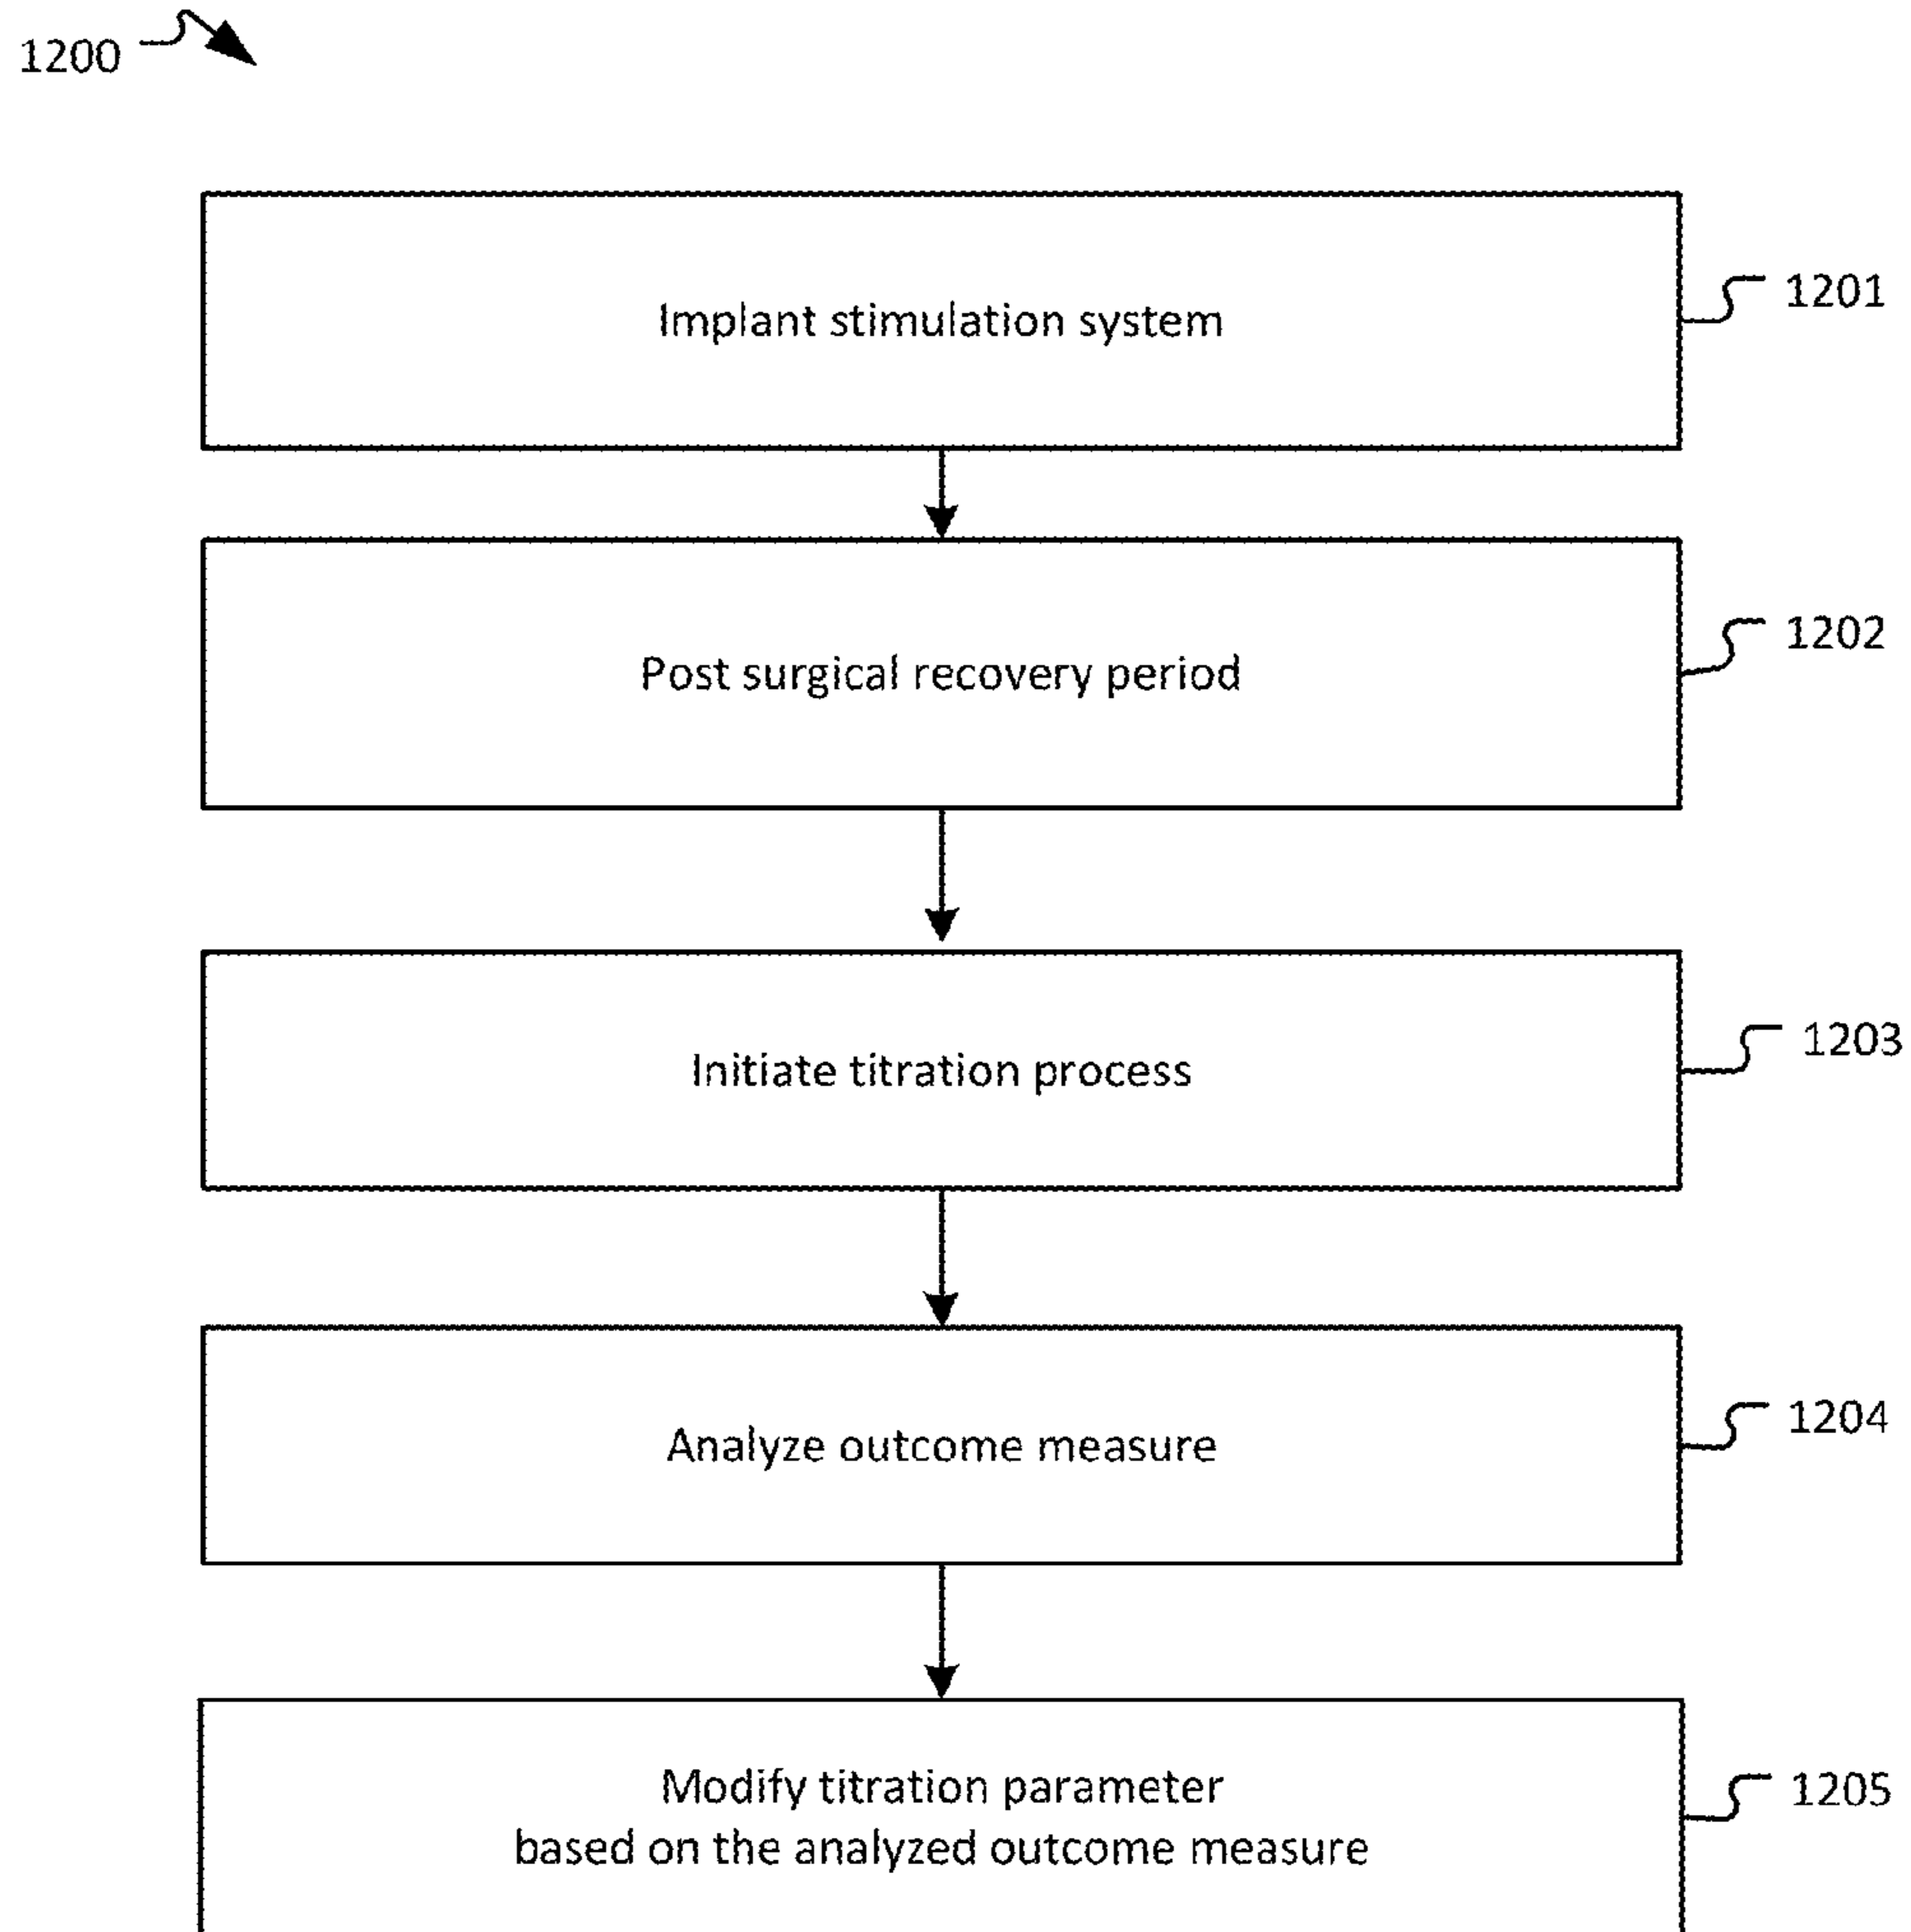 1200
Implant stimulation system
1201
Post surgical recovery period
1202
Initiate titration process
1203
Analyze outcome measure
1204
Modify titration parameter
based on the analyzed outcome measure
1205